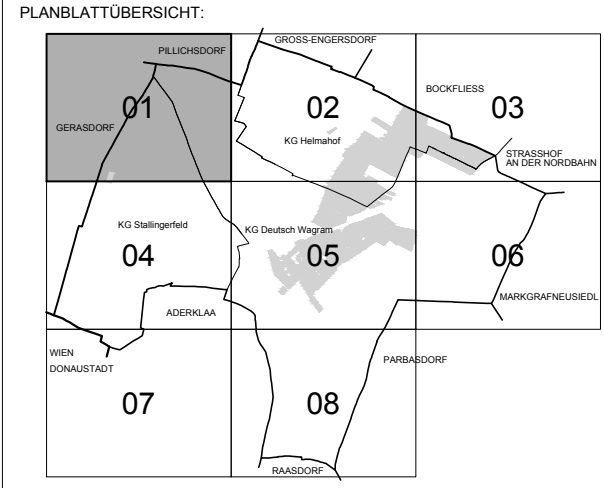 PLANBLATTÜBERSICHT:
PILLICHSDORF
GROSS-ENGERSDORF
BOCKFLIESS
01
02
03
GERASDORF
KG Helmahof
STRASSHOF
AN DER NORDBAHN
KG Stallingerfeld
KG Deutsch Wagram
04
05
06
MARKGRAFNEUSIEDL
ADERKLAA
WIEN
DONAUSTADT
PARBASDORF
07
08
RAASDORF